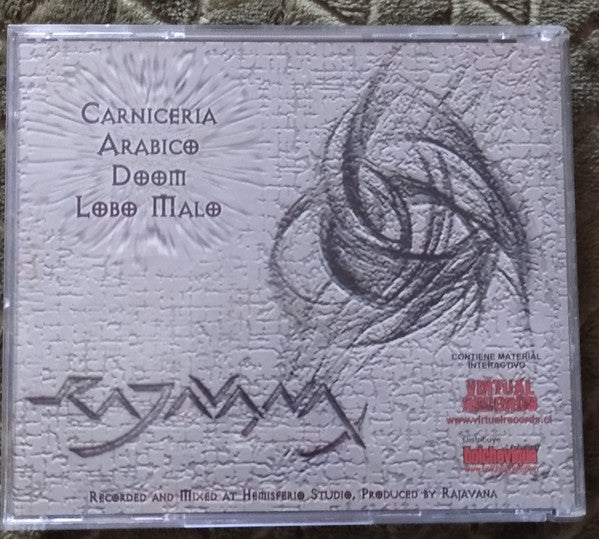 Carniceria
Arabico
Doom
Lobo Malo
CONTIENE MATERIAL
INTERACTIVO
VIRTUAL
RECORDS
www.virtualrecords.cl
Distribuye
Rajavana
Recorded and Mixed at Hemisferio Studio, Produced by Rajavana